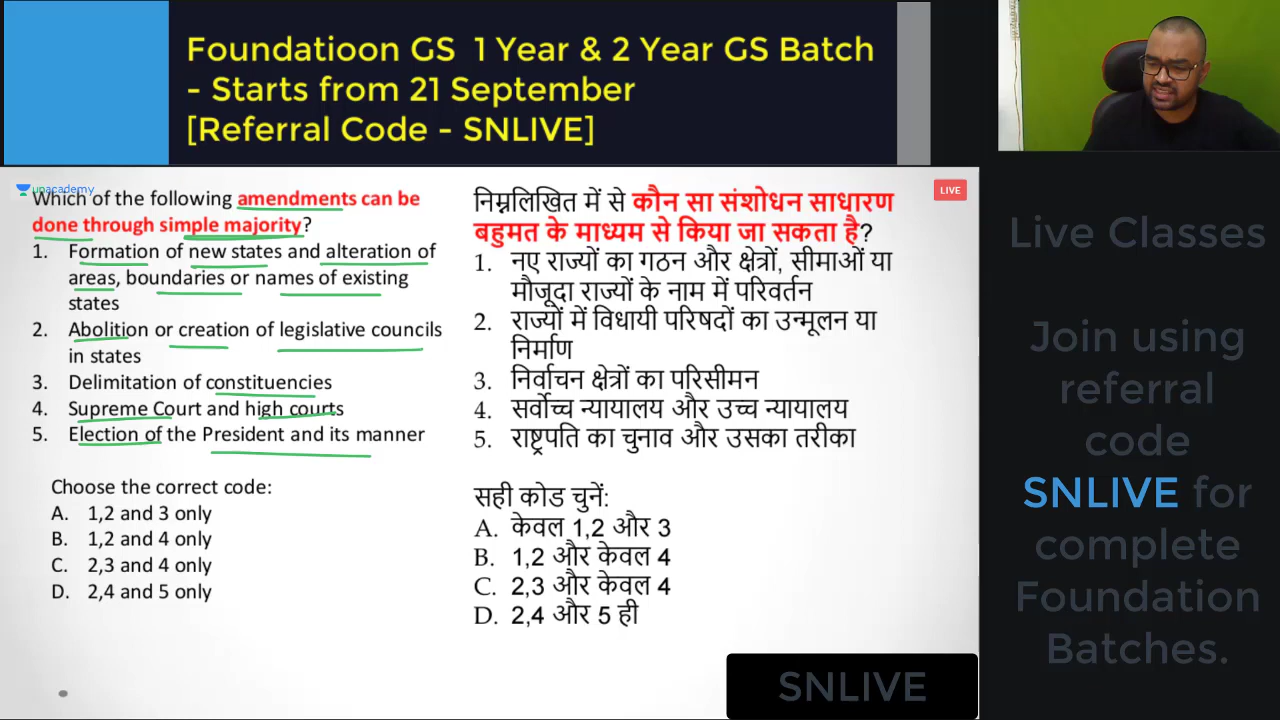 Foundatioon GS 1 Year & 2 Year GS Batch
- Starts from 21 September
[Referral Code - SNLIVE]
unacademy
LIVE
Which of the following amendments can be
done through simple majority?
1. Formation of new states and alteration of
areas, boundaries or names of existing
states
2. Abolition or creation of legislative councils
in states
3. Delimitation of constituencies
4. Supreme Court and high courts
5. Election of the President and its manner
Choose the correct code:
A. 1,2 and 3 only
B. 1,2 and 4 only
C. 2,3 and 4 only
D. 2,4 and 5 only
निम्नलिखित में से कौन सा संशोधन साधारण
बहुमत के माध्यम से किया जा सकता है?
1. नए राज्यों का गठन और क्षेत्रों, सीमाओं या
मौजूदा राज्यों के नाम में परिवर्तन
2. राज्यों में विधायी परिषदों का उन्मूलन या
निर्माण
3. निर्वाचन क्षेत्रों का परिसीमन
4. सर्वोच्च न्यायालय और उच्च न्यायालय
5. राष्ट्रपति का चुनाव और उसका तरीका
सही कोड चुनें:
A. केवल 1,2 और 3
B. 1,2 और केवल 4
C. 2,3 और केवल 4
D. 2,4 और 5 ही
Live Classes
Join using
referral
code
SNLIVE for
complete
Foundation
Batches.
SNLIVE